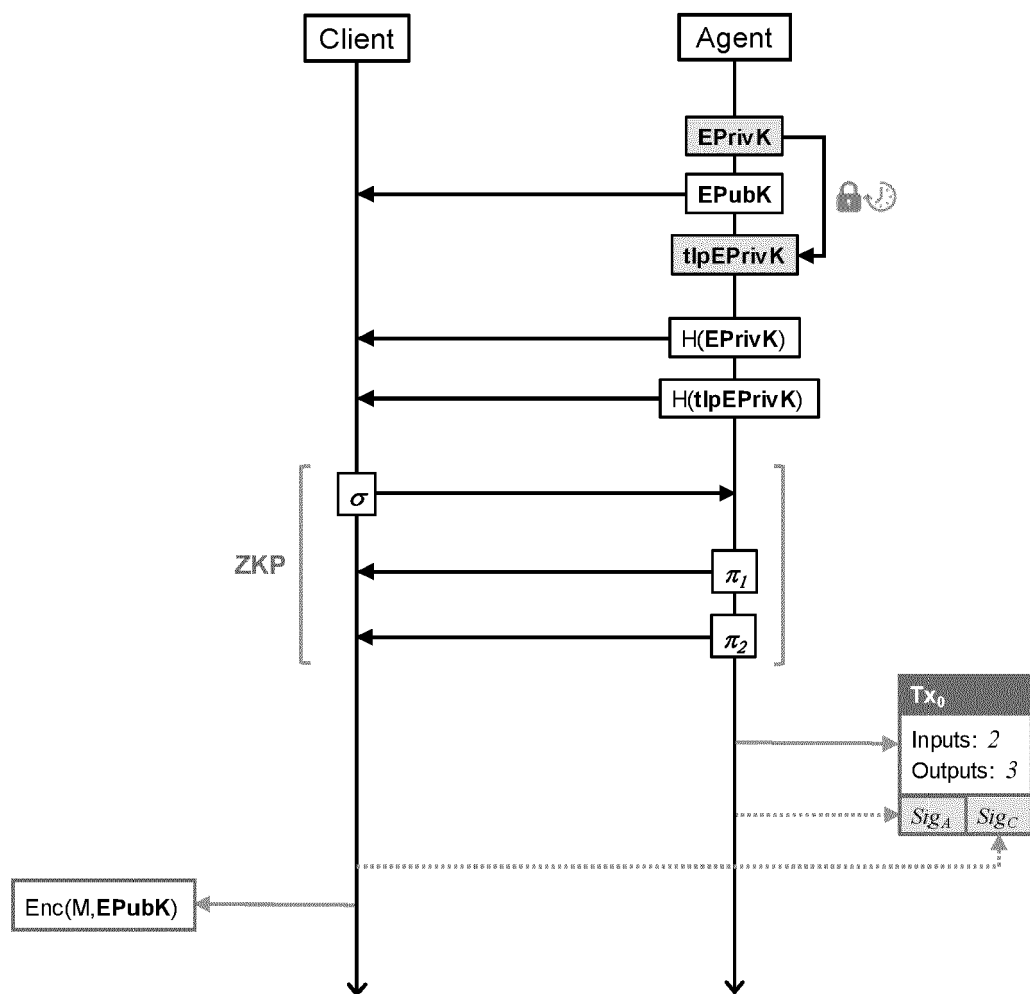 Client
Agent
EPrivK
EPubK
tlpEPrivK
H(EPrivK)
H(tlpEPrivK)
σ
ZKP
π1
π2
Tx0
Inputs: 2
Outputs: 3
SigA
SigC
Enc(M,EPubK)